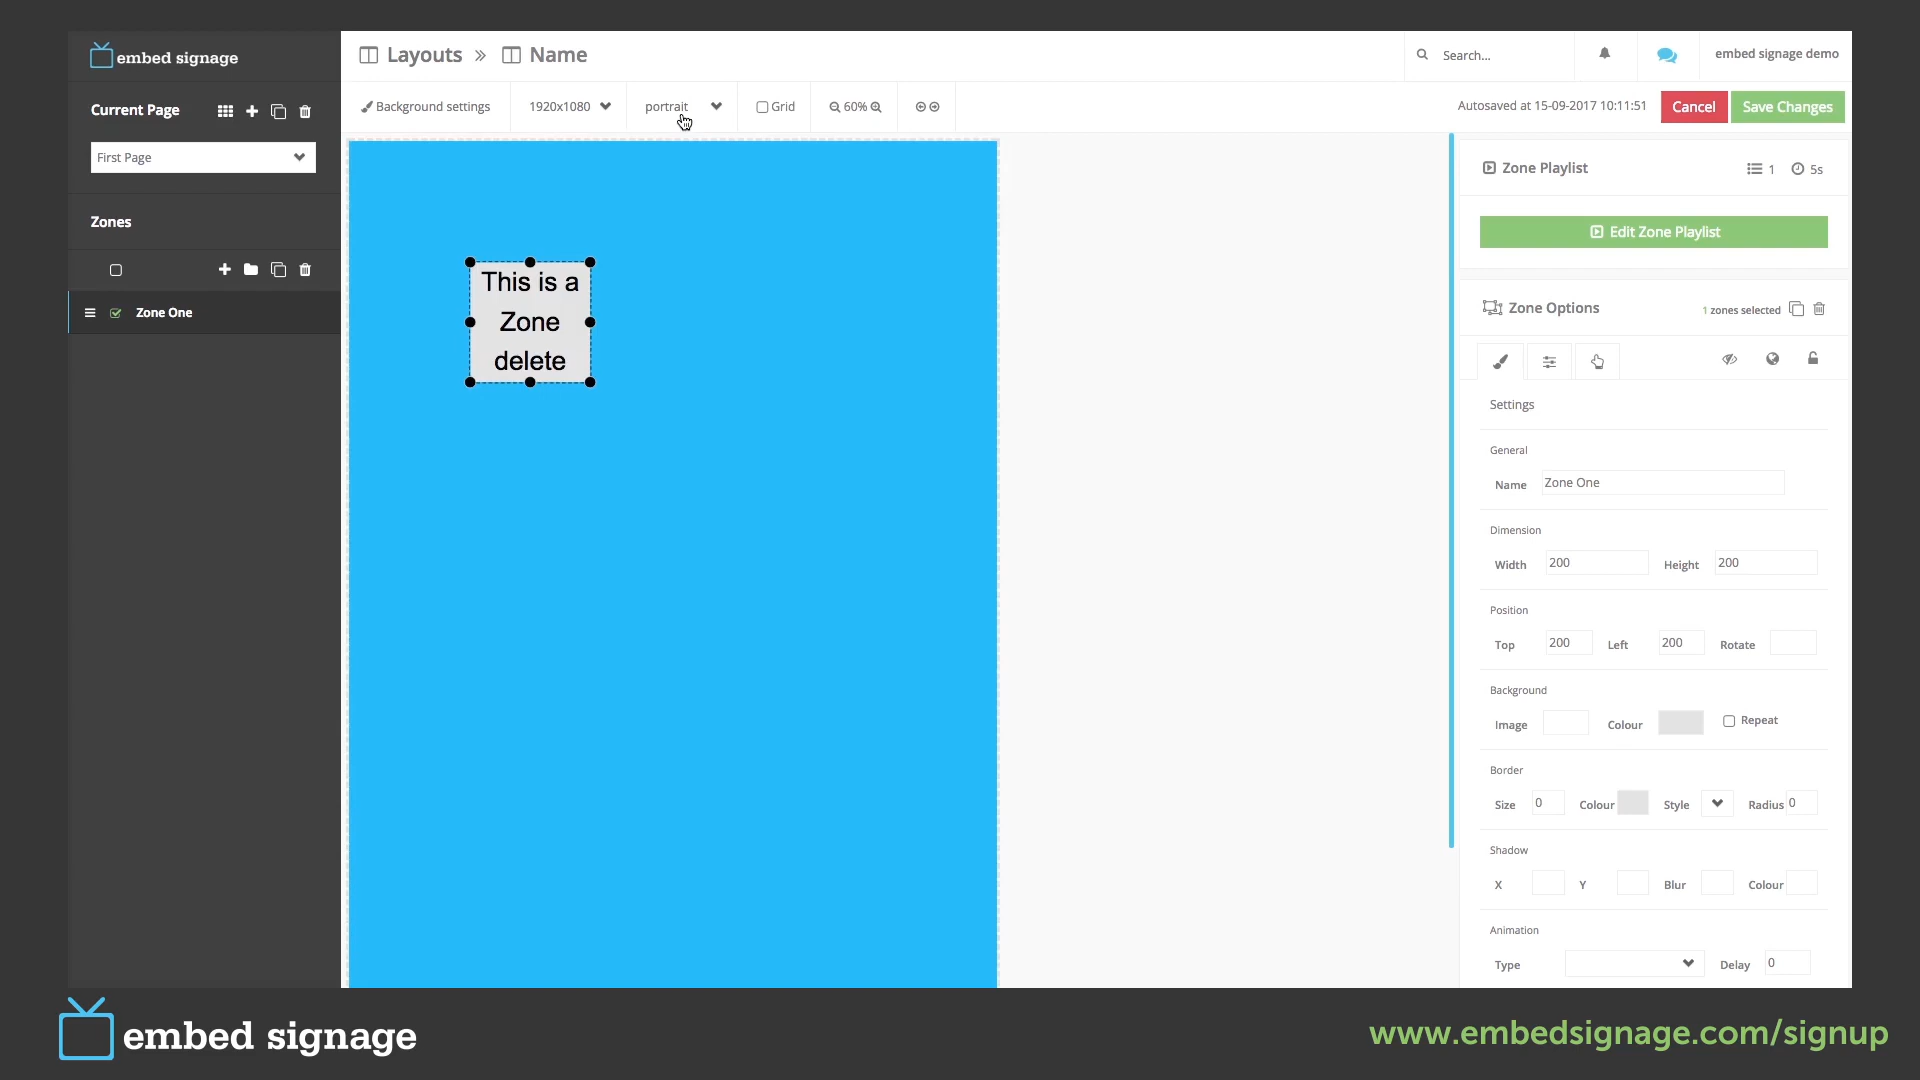 embed signage
Layouts » Name
Search...
embed signage demo
Current Page
Background settings
1920x1080
portrait
Grid
60%
Autosaved at 15-09-2017 10:11:51
Cancel
Save Changes
First Page
Zones
Zone One
This is a
Zone
delete
Zone Playlist
1
5s
Edit Zone Playlist
Zone Options
1 zones selected
Settings
General
Name Zone One
Dimension
Width 200 Height 200
Position
Top 200 Left 200 Rotate
Background
Image Colour Repeat
Border
Size 0 Colour Style Radius 0
Shadow
X Y Blur Colour
Animation
Type Delay 0
embed signage
www.embedsignage.com/signup